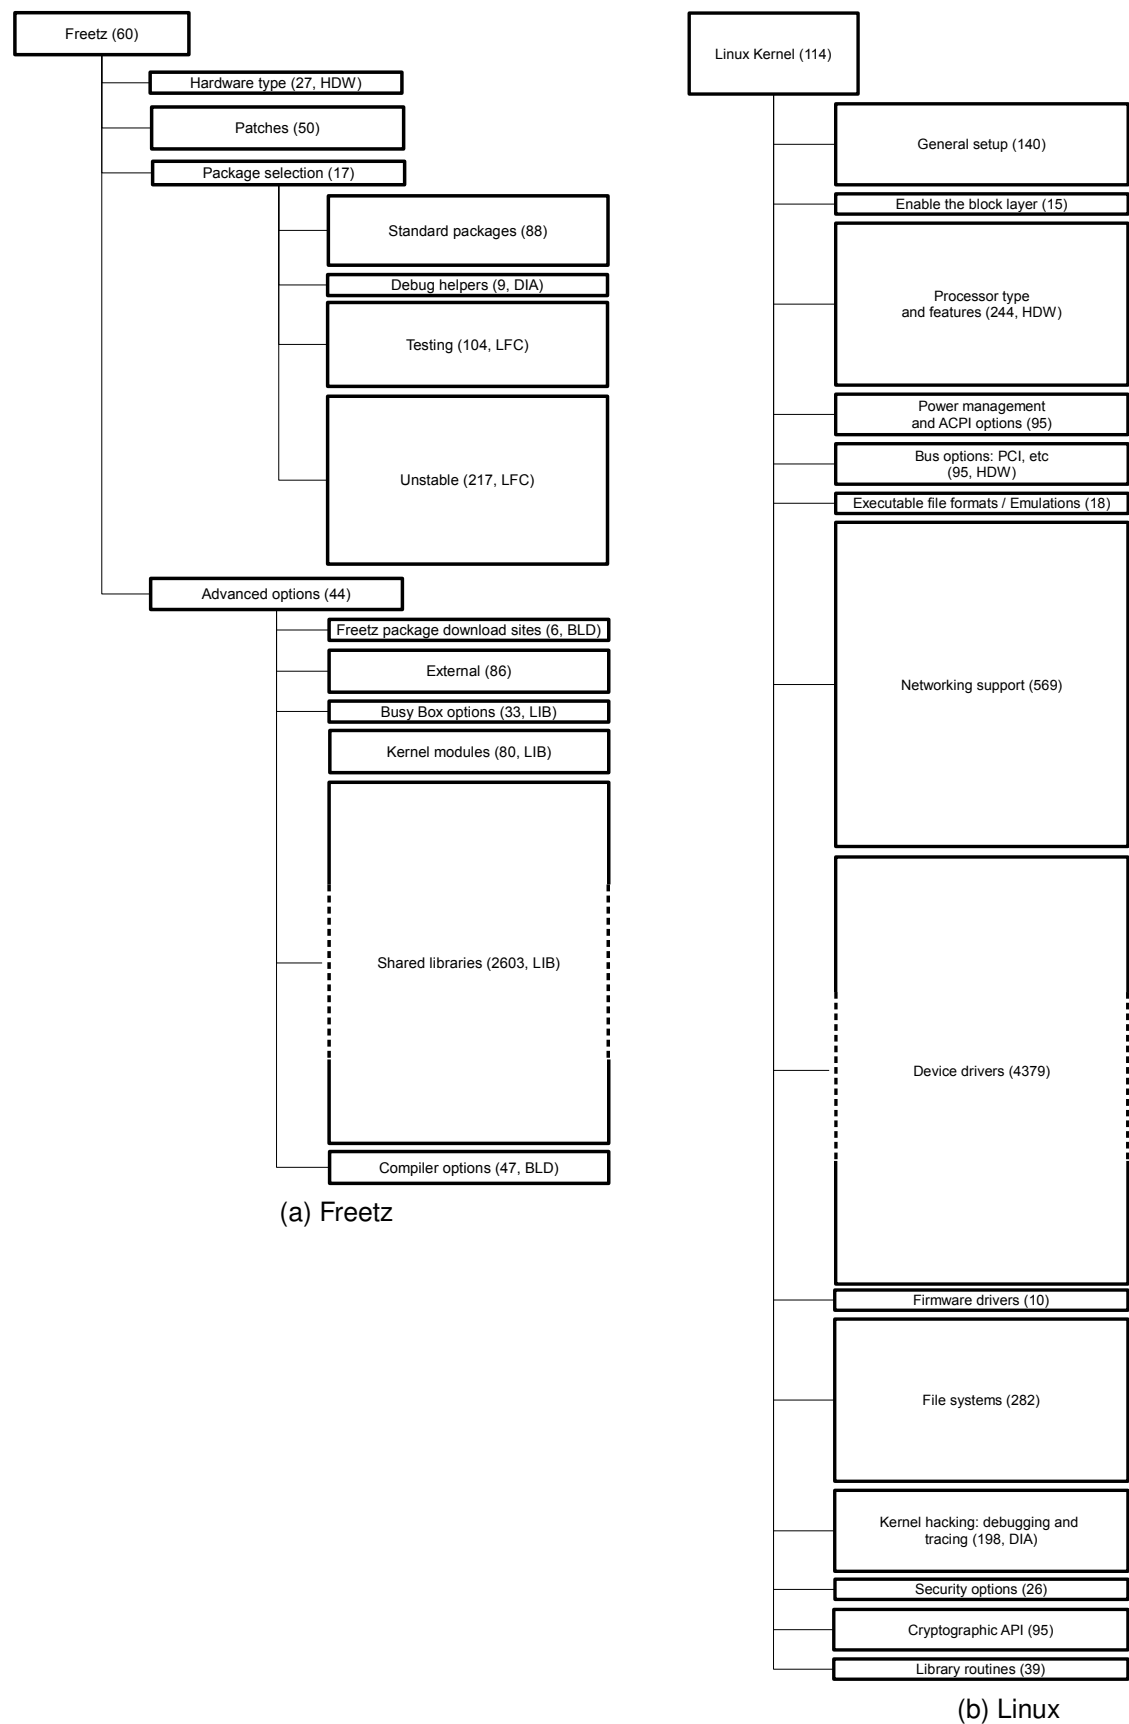 Freetz (60)
Hardware type (27, HDW)
Patches (50)
Package selection (17)
Standard packages (88)
Debug helpers (9, DIA)
Testing (104, LFC)
Unstable (217, LFC)
Advanced options (44)
Freetz package download sites (6, BLD)
External (86)
Busy Box options (33, LIB)
Kernel modules (80, LIB)
Shared libraries (2603, LIB)
Compiler options (47, BLD)
(a) Freetz
Linux Kernel (114)
General setup (140)
Enable the block layer (15)
Processor type
and features (244, HDW)
Power management
and ACPI options (95)
Bus options: PCI, etc
(95, HDW)
Executable file formats / Emulations (18)
Networking support (569)
Device drivers (4379)
Firmware drivers (10)
File systems (282)
Kernel hacking: debugging and
tracing (198, DIA)
Security options (26)
Cryptographic API (95)
Library routines (39)
(b) Linux